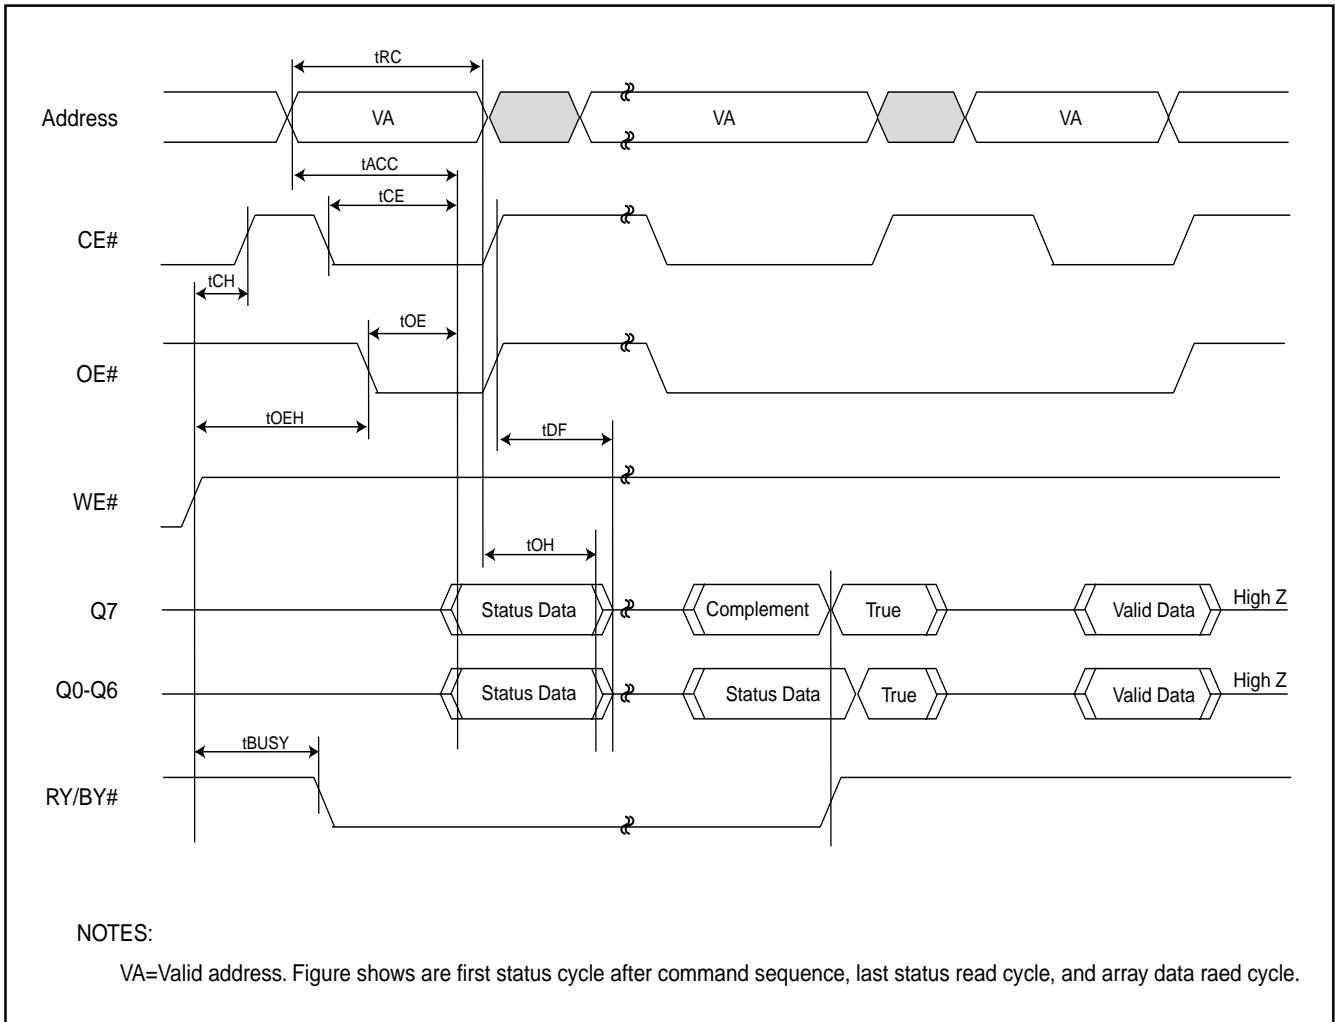 tRC
Address
VA
VA
VA
tACC
tCE
CE#
tCH
tOE
OE#
tOEH
tDF
WE#
tOH
Q7
Status Data
Complement
True
Valid Data
High Z
Q0-Q6
Status Data
Status Data
True
Valid Data
High Z
tBUSY
RY/BY#
NOTES:
VA=Valid address. Figure shows are first status cycle after command sequence, last status read cycle, and array data raed cycle.